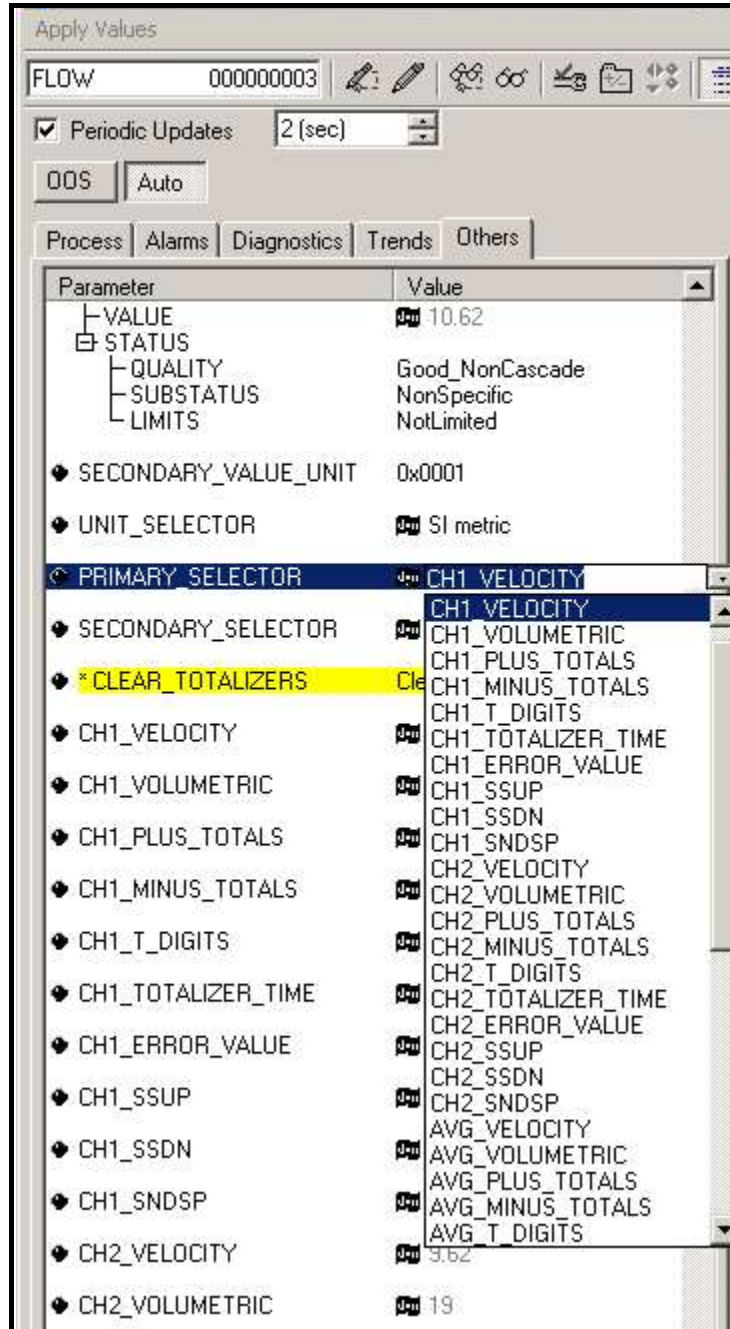 Apply Values
FLOW 000000003
Periodic Updates 2 (sec)
OOS Auto
Process Alarms Diagnostics Trends Others
Parameter Value
VALUE 10.62
STATUS
QUALITY Good_NonCascade
SUBSTATUS NonSpecific
LIMITS NotLimited
SECONDARY_VALUE_UNIT 0x0001
UNIT_SELECTOR SI metric
PRIMARY_SELECTOR CH1_VELOCITY
SECONDARY_SELECTOR
* CLEAR_TOTALIZERS Cle
CH1_VELOCITY
CH1_VOLUMETRIC
CH1_PLUS_TOTALS
CH1_MINUS_TOTALS
CH1_T_DIGITS
CH1_TOTALIZER_TIME
CH1_ERROR_VALUE
CH1_SSUP
CH1_SSDN
CH1_SNDSP
CH2_VELOCITY 9.62
CH2_VOLUMETRIC 19
CH1_VELOCITY
CH1_VOLUMETRIC
CH1_PLUS_TOTALS
CH1_MINUS_TOTALS
CH1_T_DIGITS
CH1_TOTALIZER_TIME
CH1_ERROR_VALUE
CH1_SSUP
CH1_SSDN
CH1_SNDSP
CH2_VELOCITY
CH2_VOLUMETRIC
CH2_PLUS_TOTALS
CH2_MINUS_TOTALS
CH2_T_DIGITS
CH2_TOTALIZER_TIME
CH2_ERROR_VALUE
CH2_SSUP
CH2_SSDN
CH2_SNDSP
AVG_VELOCITY
AVG_VOLUMETRIC
AVG_PLUS_TOTALS
AVG_MINUS_TOTALS
AVG_T_DIGITS